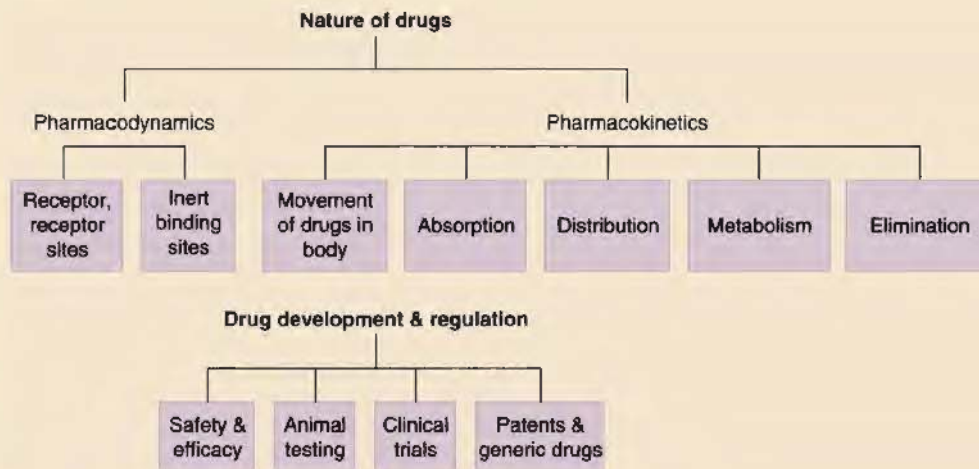 Nature of drugs
Pharmacodynamics
Pharmacokinetics
Receptor,
receptor
sites
Inert
binding
sites
Movement
of drugs in
body
Absorption
Distribution
Metabolism
Elimination
Drug development & regulation
Safety &
efficacy
Animal
testing
Clinical
trials
Patents &
generic drugs